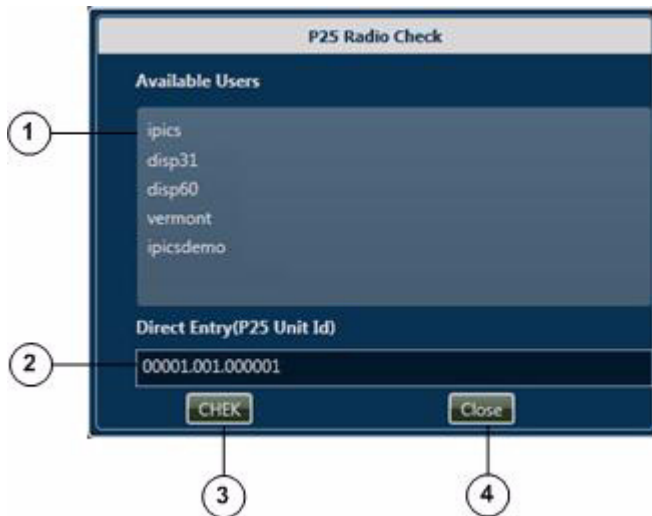 P25 Radio Check
Available Users
1
ipics
disp31
disp60
vermont
ipicsdemo
Direct Entry(P25 Unit Id)
2
00001.001.000001
CHEK
Close
3
4